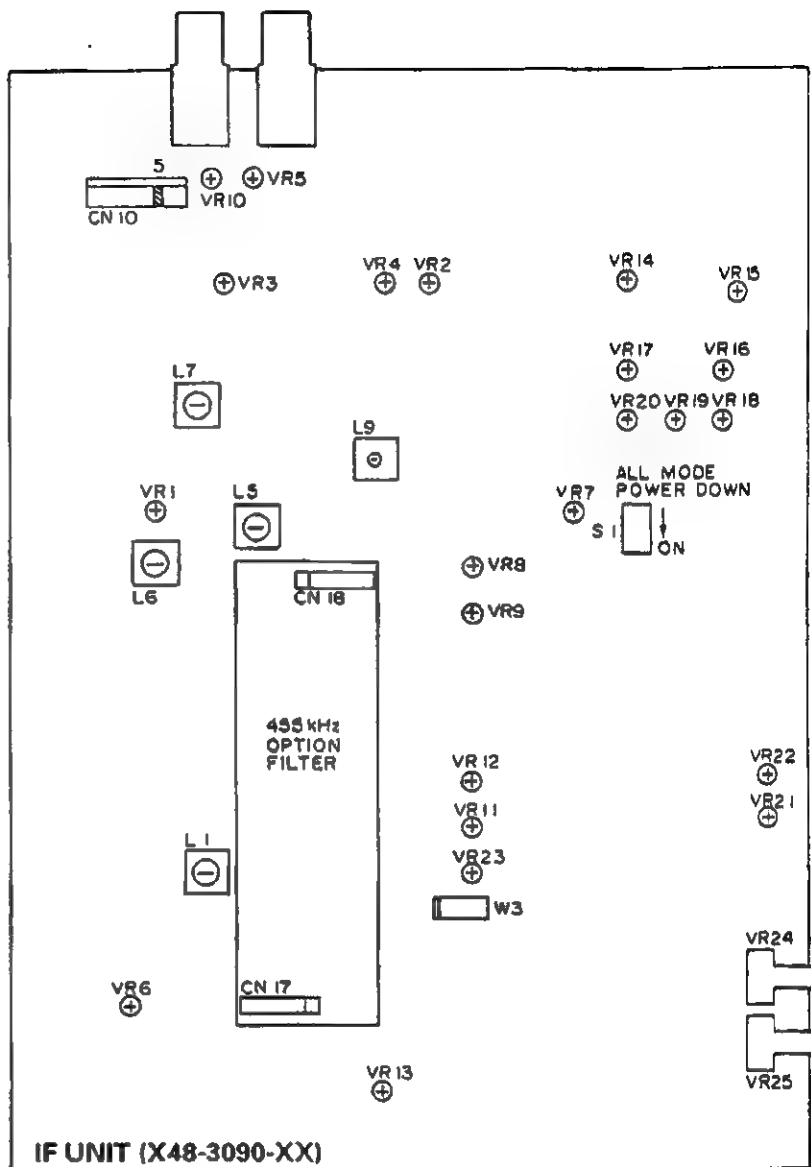 5
CN 10
VR10
VR5
VR3
VR4
VR2
VR14
VR15
VR17
VR16
L7
VR20
VR19
VR18
L9
ALL MODE
POWER DOWN
VR1
L5
VR7
S1
ON
L6
CN 18
VR8
VR9
455 kHz
OPTION
FILTER
VR12
VR22
VR11
VR21
L1
VR23
W3
VR24
VR6
CN 17
VR13
VR25
IF UNIT (X48-3090-XX)